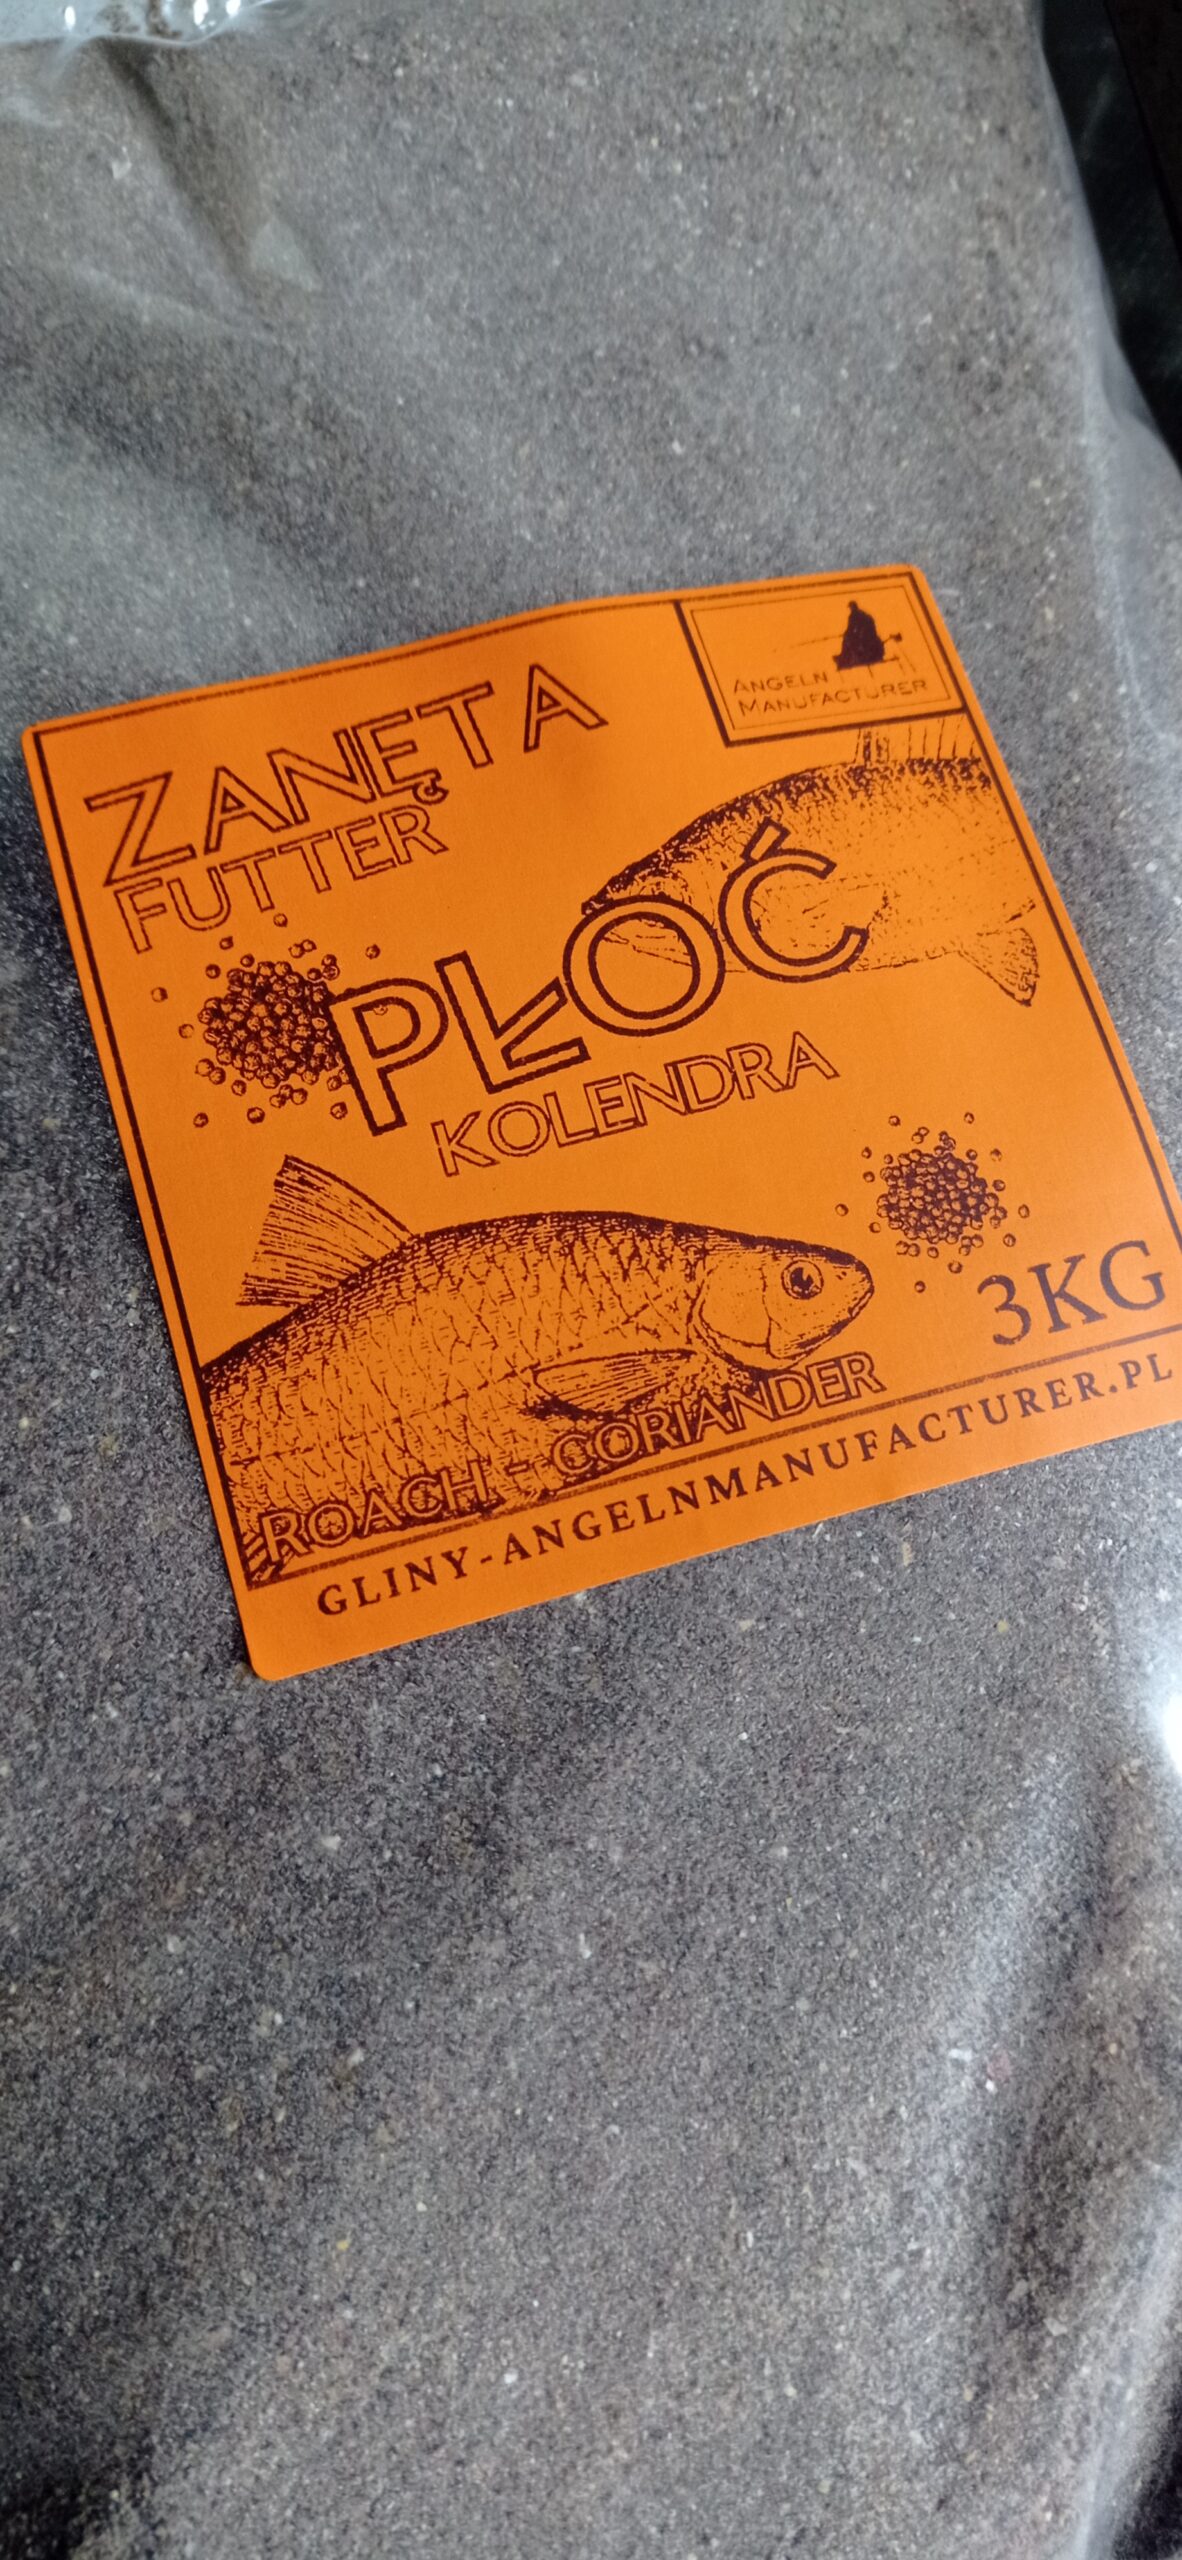 ANGELN
MANUFACTURER
ZANĘTA
FUTTER
PŁOĆ
KOLENDRA
3KG
ROACH - CORIANDER
GLINY-ANGELNMANUFACTURER.PL